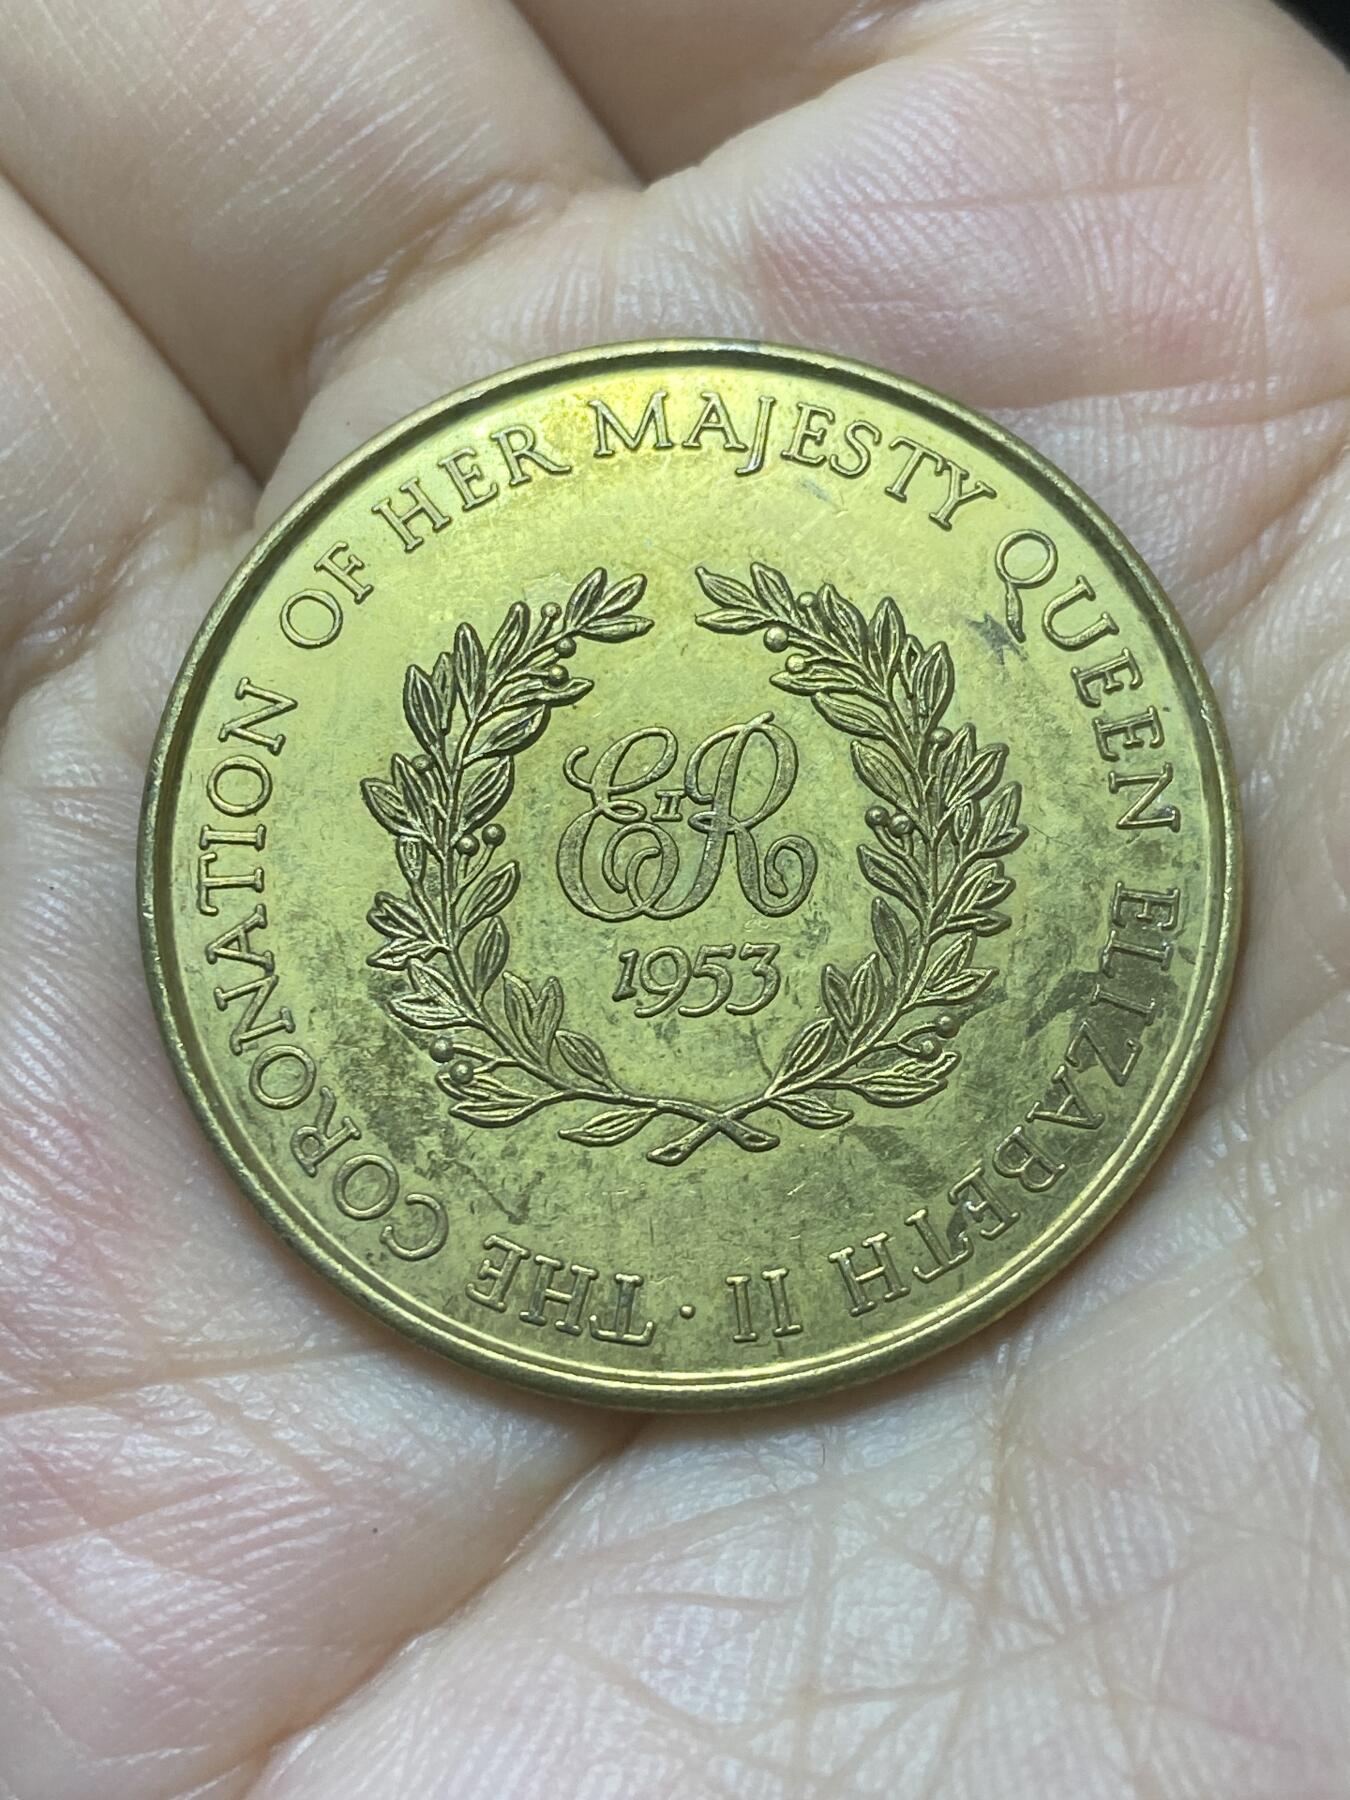 THE CORONATION OF HER MAJESTY QUEEN ELIZABETH II ·
EIIR
1953